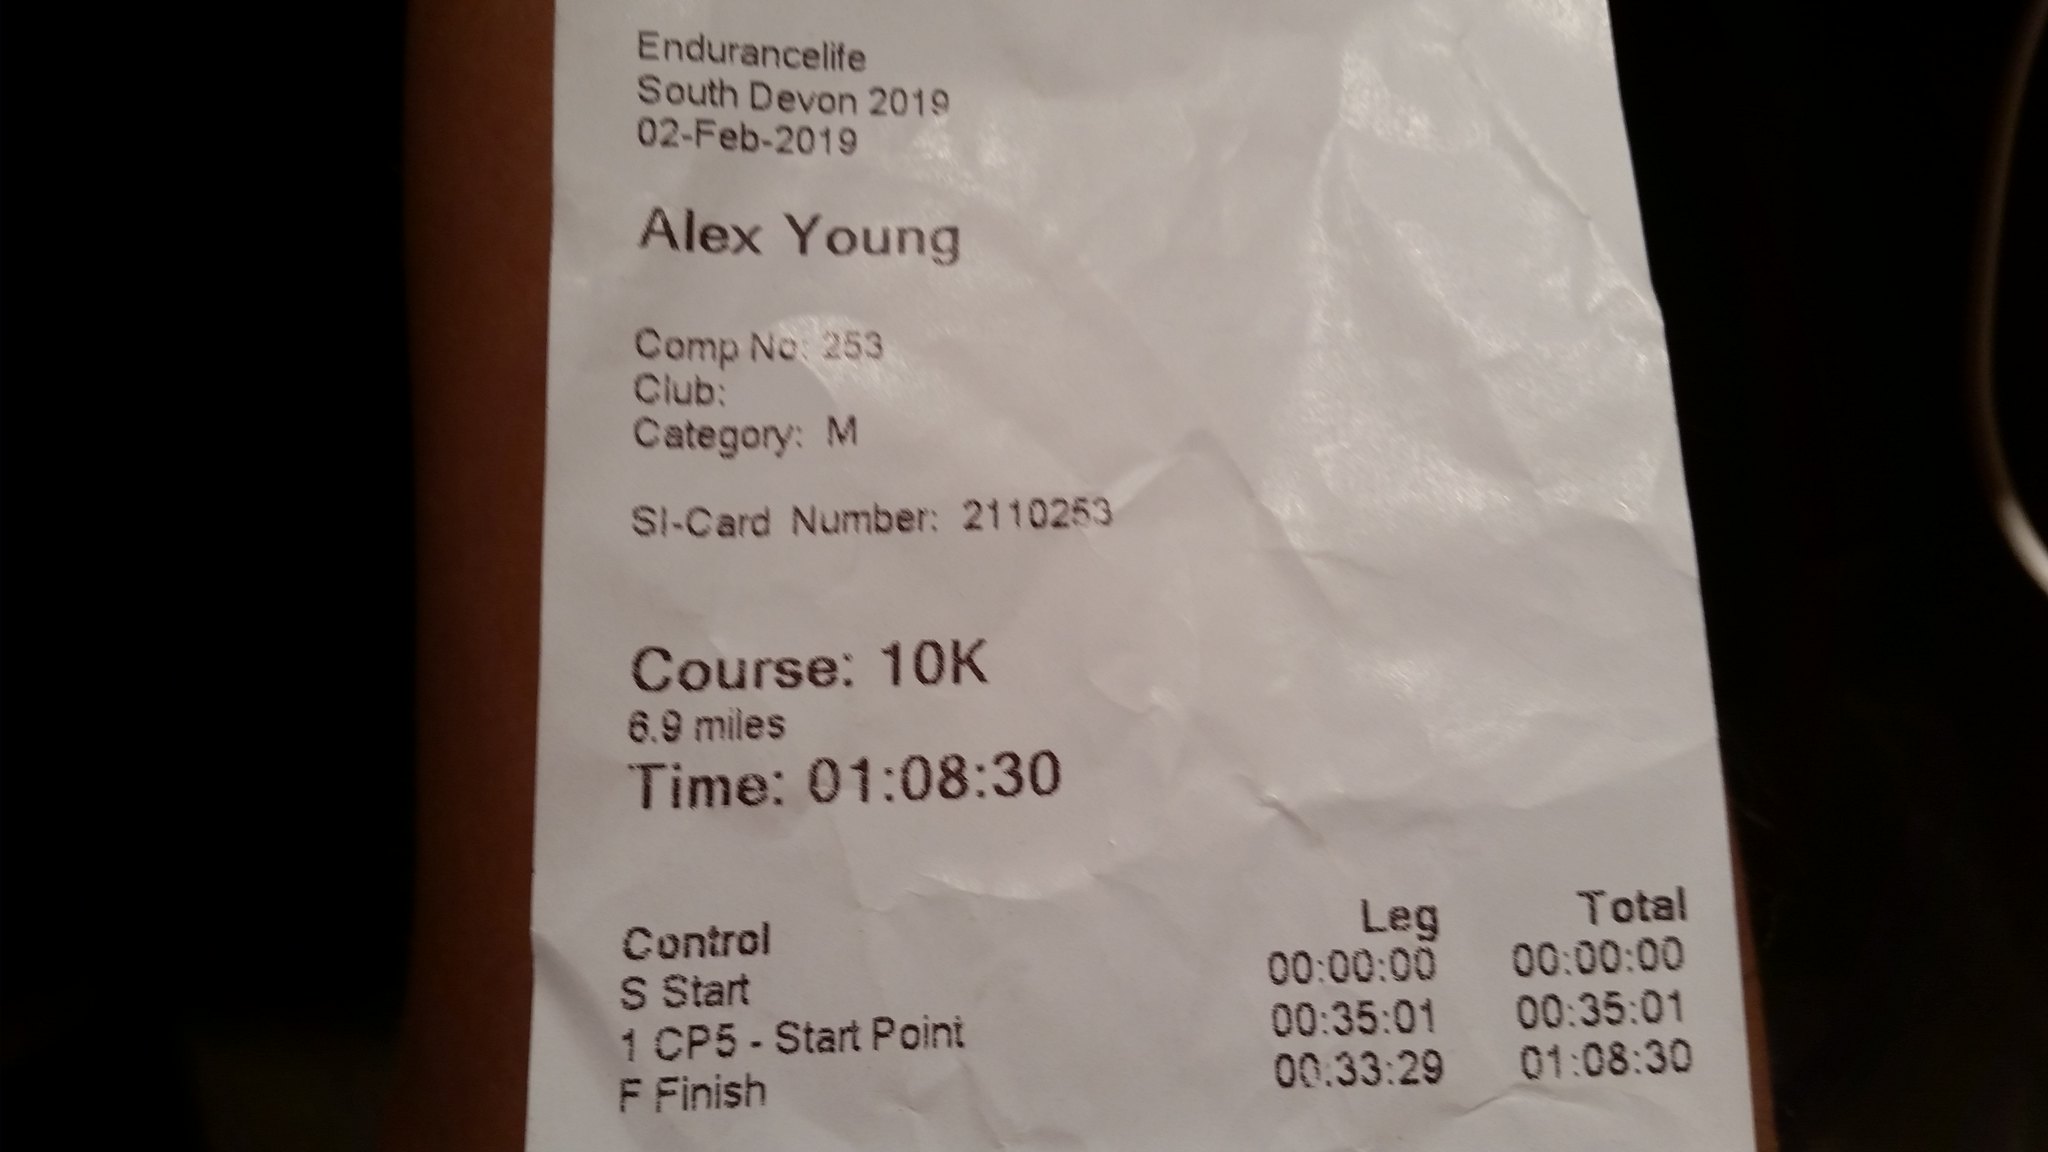 Endurancelife
South Devon 2019
02-Feb-2019
Alex Young
Comp No: 253
Club:
Category: M
SI-Card Number: 2110253
Course: 10K
6.9 miles
Time: 01:08:30
Control Leg Total
S Start 00:00:00 00:00:00
1 CP5 - Start Point 00:35:01 00:35:01
F Finish 00:33:29 01:08:30